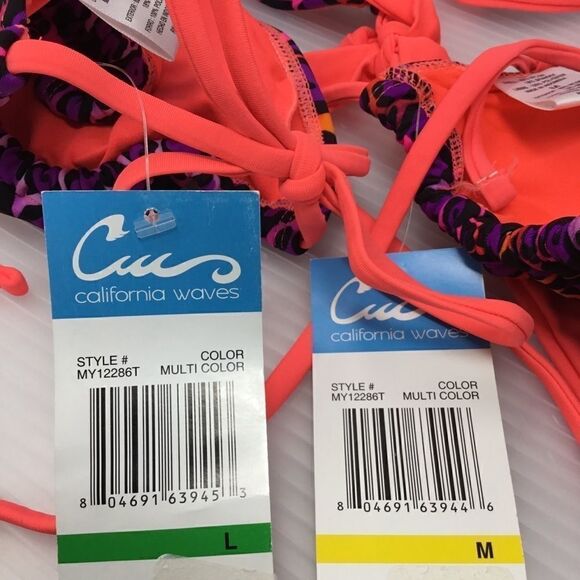 california waves
STYLE # COLOR
MY12286T MULTI COLOR
8 04691 63945 3
L
california waves
STYLE # COLOR
MY12286T MULTI COLOR
8 04691 63944 6
M